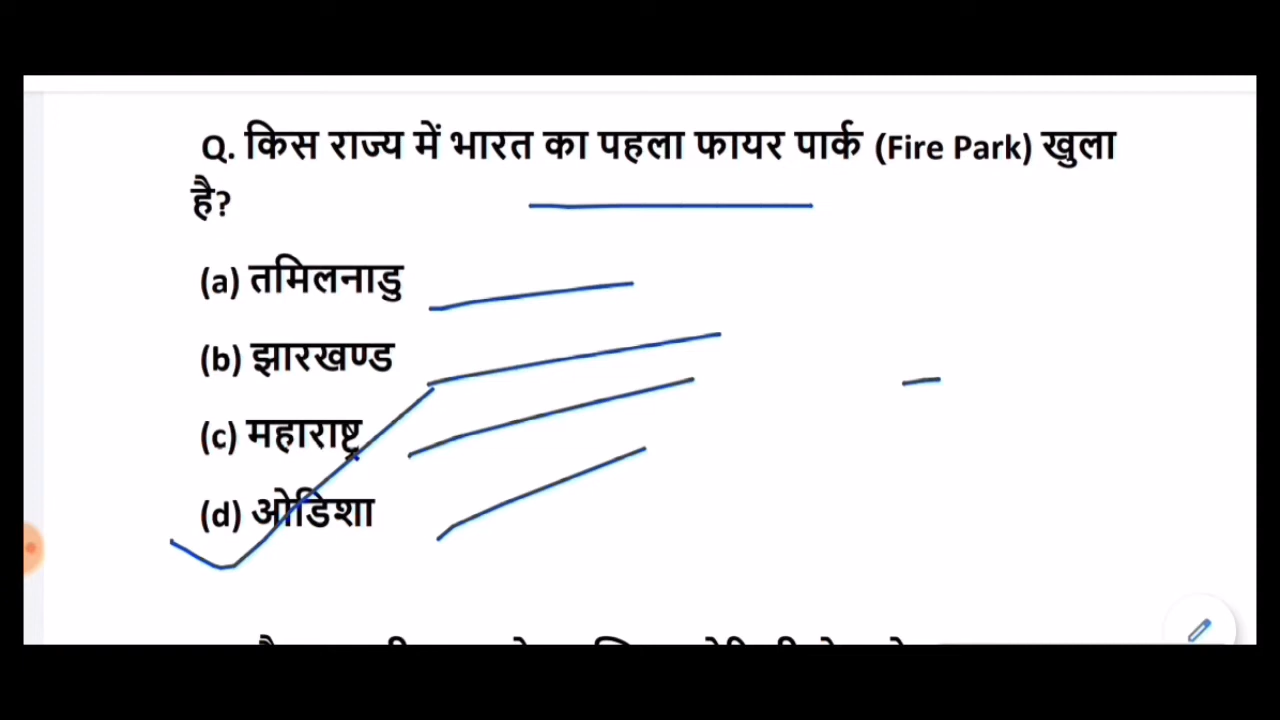 Q. किस राज्य में भारत का पहला फायर पार्क (Fire Park) खुला
है?
(a) तमिलनाडु
(b) झारखण्ड
(c) महाराष्ट्र
(d) ओडिशा